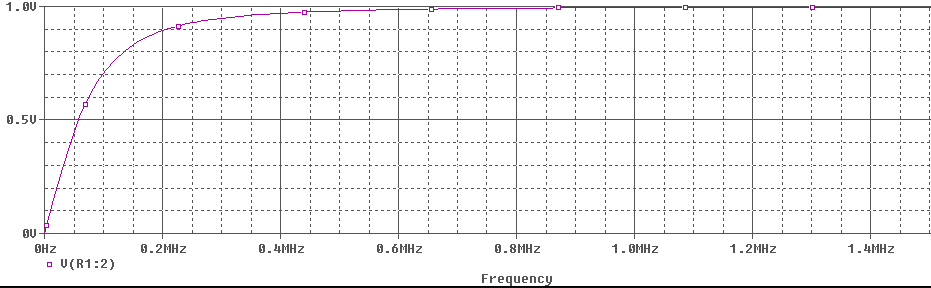 1.0V
0.5V
0V
0Hz 0.2MHz 0.4MHz 0.6MHz 0.8MHz 1.0MHz 1.2MHz 1.4MHz
V(R1:2)
Frequency